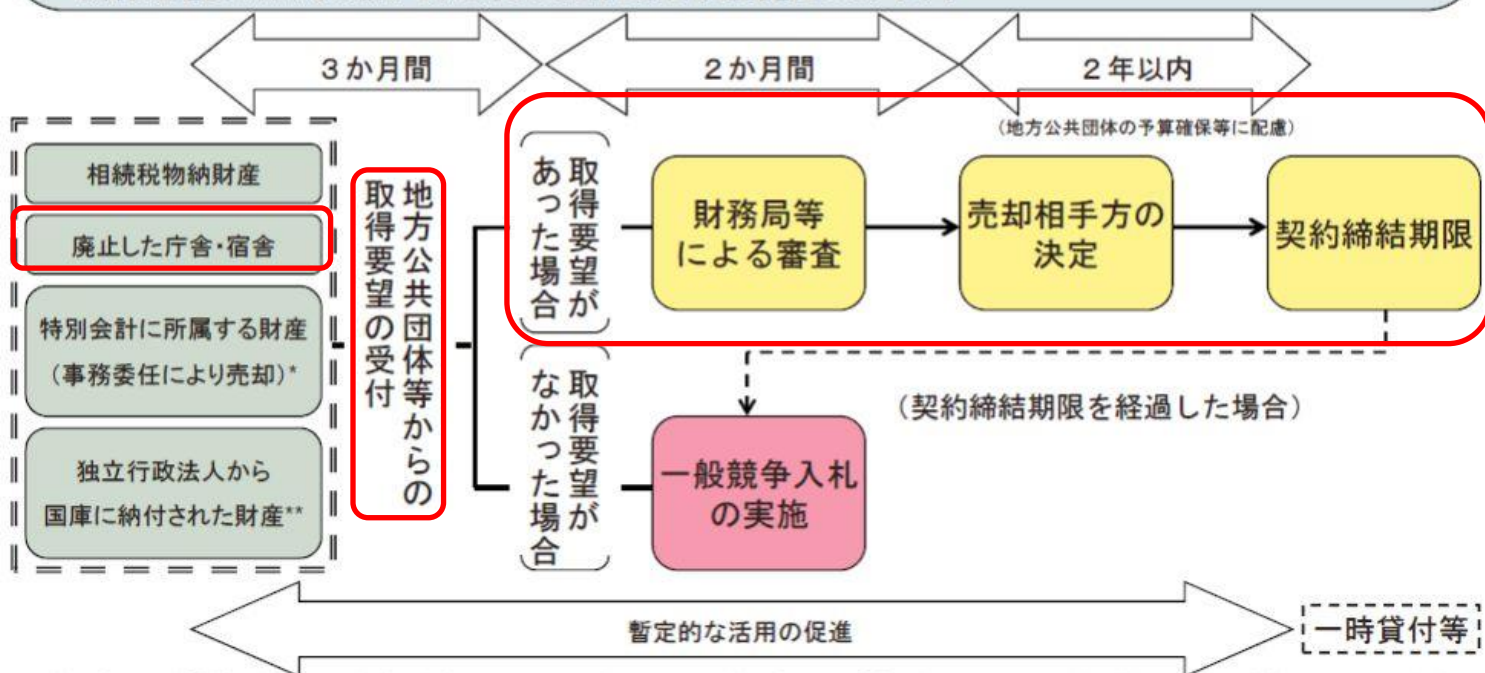 3か月間
2か月間
2年以内
(地方公共団体の予算確保等に配慮)
相続税物納財産
廃止した庁舎・宿舎
特別会計に所属する財産
(事務委任により売却)*
独立行政法人から
国庫に納付された財産**
地方公共団体等からの
取得要望の受付
取得要望が
あった場合
財務局等
による審査
売却相手方の
決定
契約締結期限
取得要望が
なかった場合
一般競争入札
の実施
(契約締結期限を経過した場合)
暫定的な活用の促進
一時貸付等